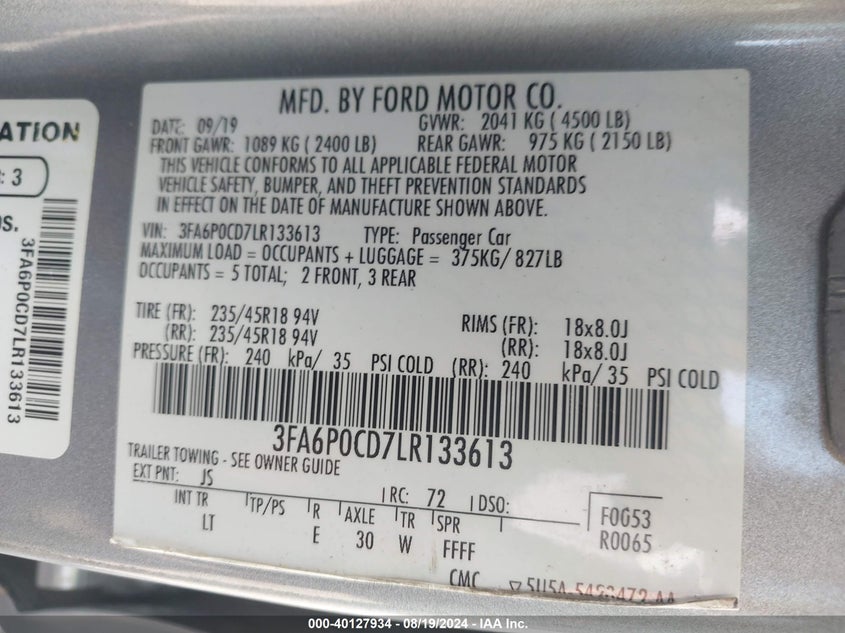 ATION
: 3
OS.
3FA6P0CD7LR133613
MFD. BY FORD MOTOR CO.
DATE: 09/19 GVWR: 2041 KG ( 4500 LB)
FRONT GAWR: 1089 KG ( 2400 LB) REAR GAWR: 975 KG ( 2150 LB)
THIS VEHICLE CONFORMS TO ALL APPLICABLE FEDERAL MOTOR
VEHICLE SAFETY, BUMPER, AND THEFT PREVENTION STANDARDS
IN EFFECT ON THE DATE OF MANUFACTURE SHOWN ABOVE.
VIN: 3FA6P0CD7LR133613 TYPE: Passenger Car
MAXIMUM LOAD = OCCUPANTS + LUGGAGE = 375KG/ 827LB
OCCUPANTS = 5 TOTAL; 2 FRONT, 3 REAR
TIRE (FR): 235/45R18 94V RIMS (FR): 18x8.0J
(RR): 235/45R18 94V (RR): 18x8.0J
PRESSURE (FR): 240 kPa/ 35 PSI COLD (RR): 240 kPa/ 35 PSI COLD
3FA6P0CD7LR133613
TRAILER TOWING - SEE OWNER GUIDE
EXT PNT: JS RC: 72 DSO:
INT TR TP/PS R AXLE TR SPR F0G53
LT E 30 W FFFF R0065
CMC
000-40127934 - 08/19/2024 - IAA Inc.